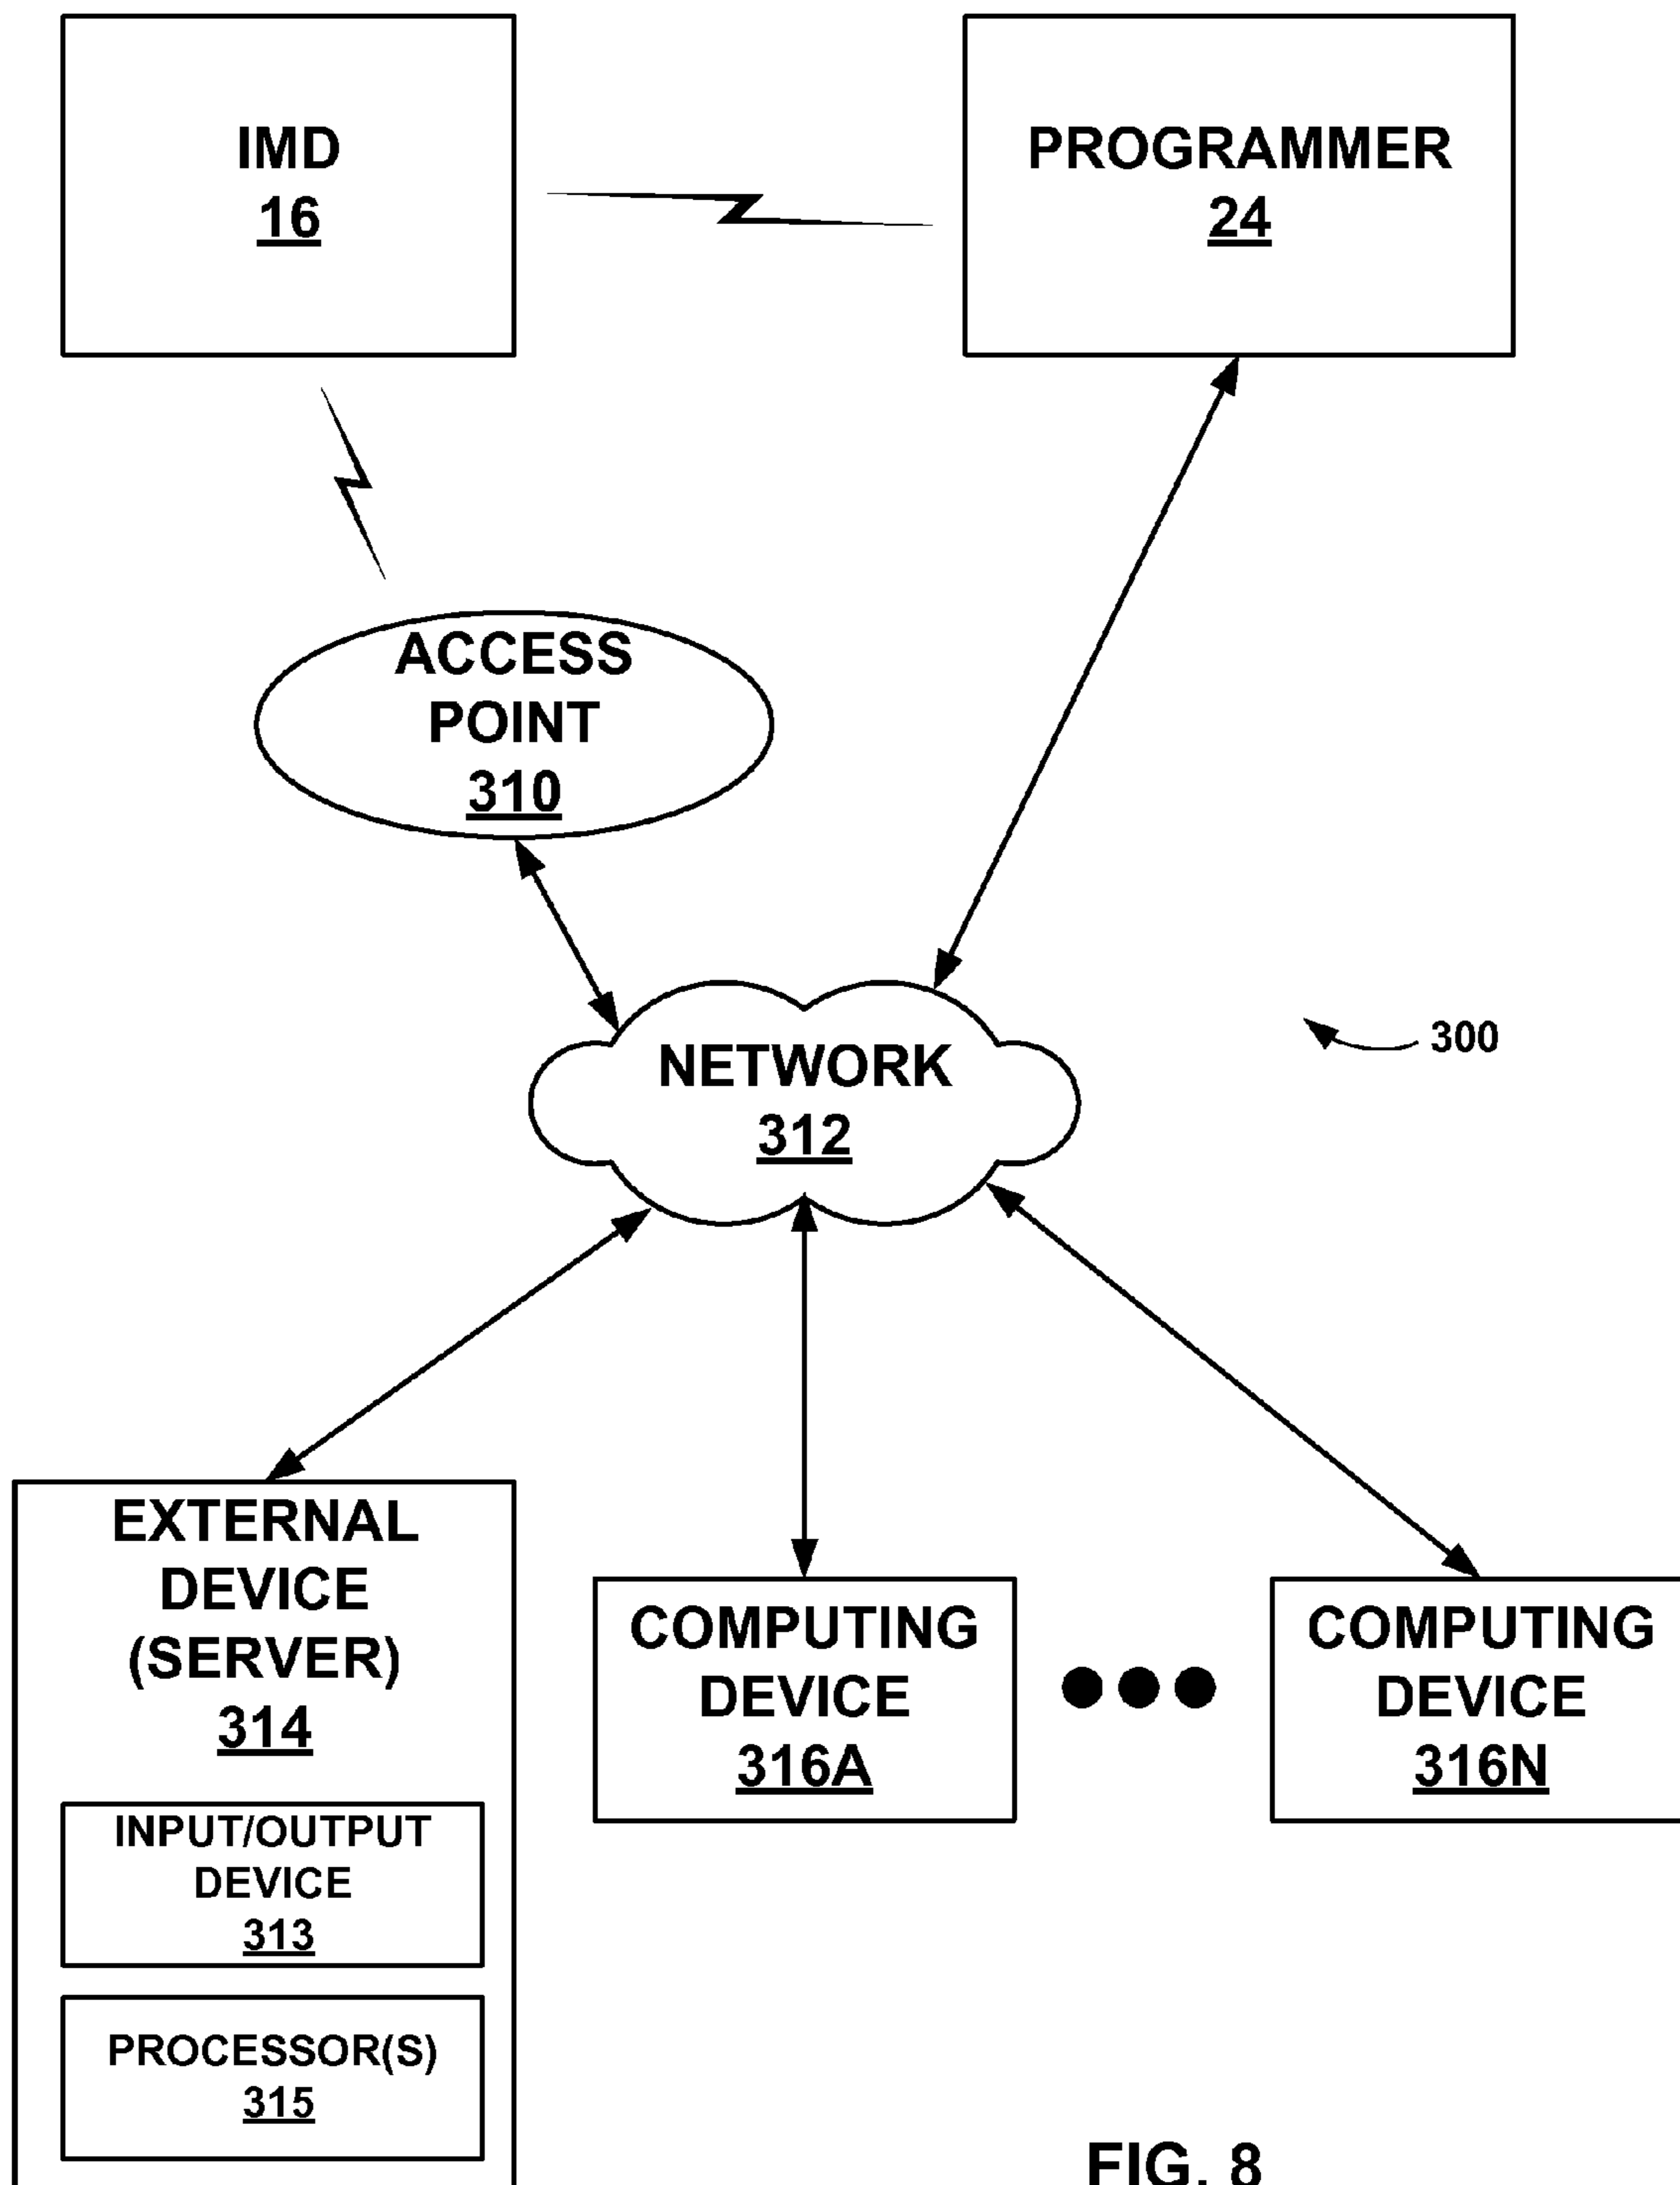 IMD
16
PROGRAMMER
24
ACCESS
POINT
310
NETWORK
312
300
EXTERNAL
DEVICE
(SERVER)
314
INPUT/OUTPUT
DEVICE
313
PROCESSOR(S)
315
COMPUTING
DEVICE
316A
COMPUTING
DEVICE
316N
FIG. 8